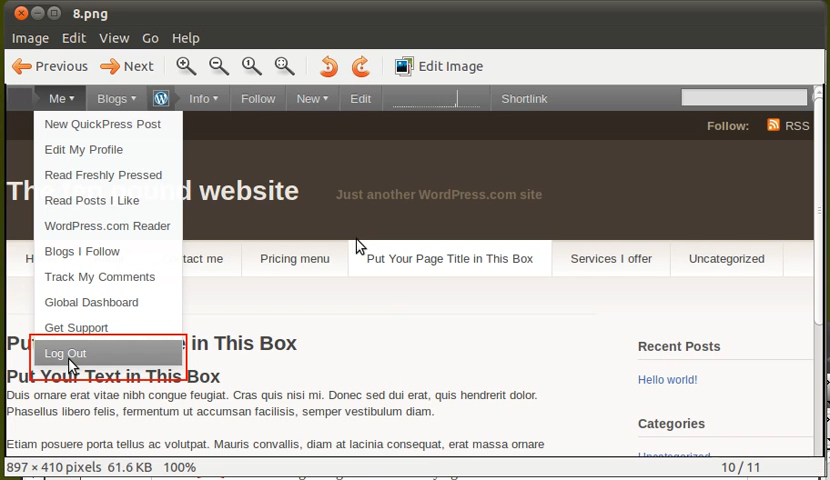 8.png
Image Edit View Go Help
Previous Next Edit Image
Me Blogs Info Follow New Edit Shortlink
New QuickPress Post
Edit My Profile
Read Freshly Pressed
Read Posts I Like
WordPress.com Reader
Blogs I Follow
Track My Comments
Global Dashboard
Get Support
Log Out
Follow: RSS
website
Just another WordPress.com site
me Pricing menu Put Your Page Title in This Box Services I offer Uncategorized
in This Box
Put Your Text in This Box
Duis ornare erat vitae nibh congue feugiat. Cras quis nisi mi. Donec sed dui erat, quis hendrerit dolor.
Phasellus libero felis, fermentum ut accumsan facilisis, semper vestibulum diam.
Etiam posuere porta tellus ac volutpat. Mauris convallis, diam at lacinia consequat, erat massa ornare
Recent Posts
Hello world!
Categories
Uncategorized
897 × 410 pixels 61.6 KB 100% 10 / 11